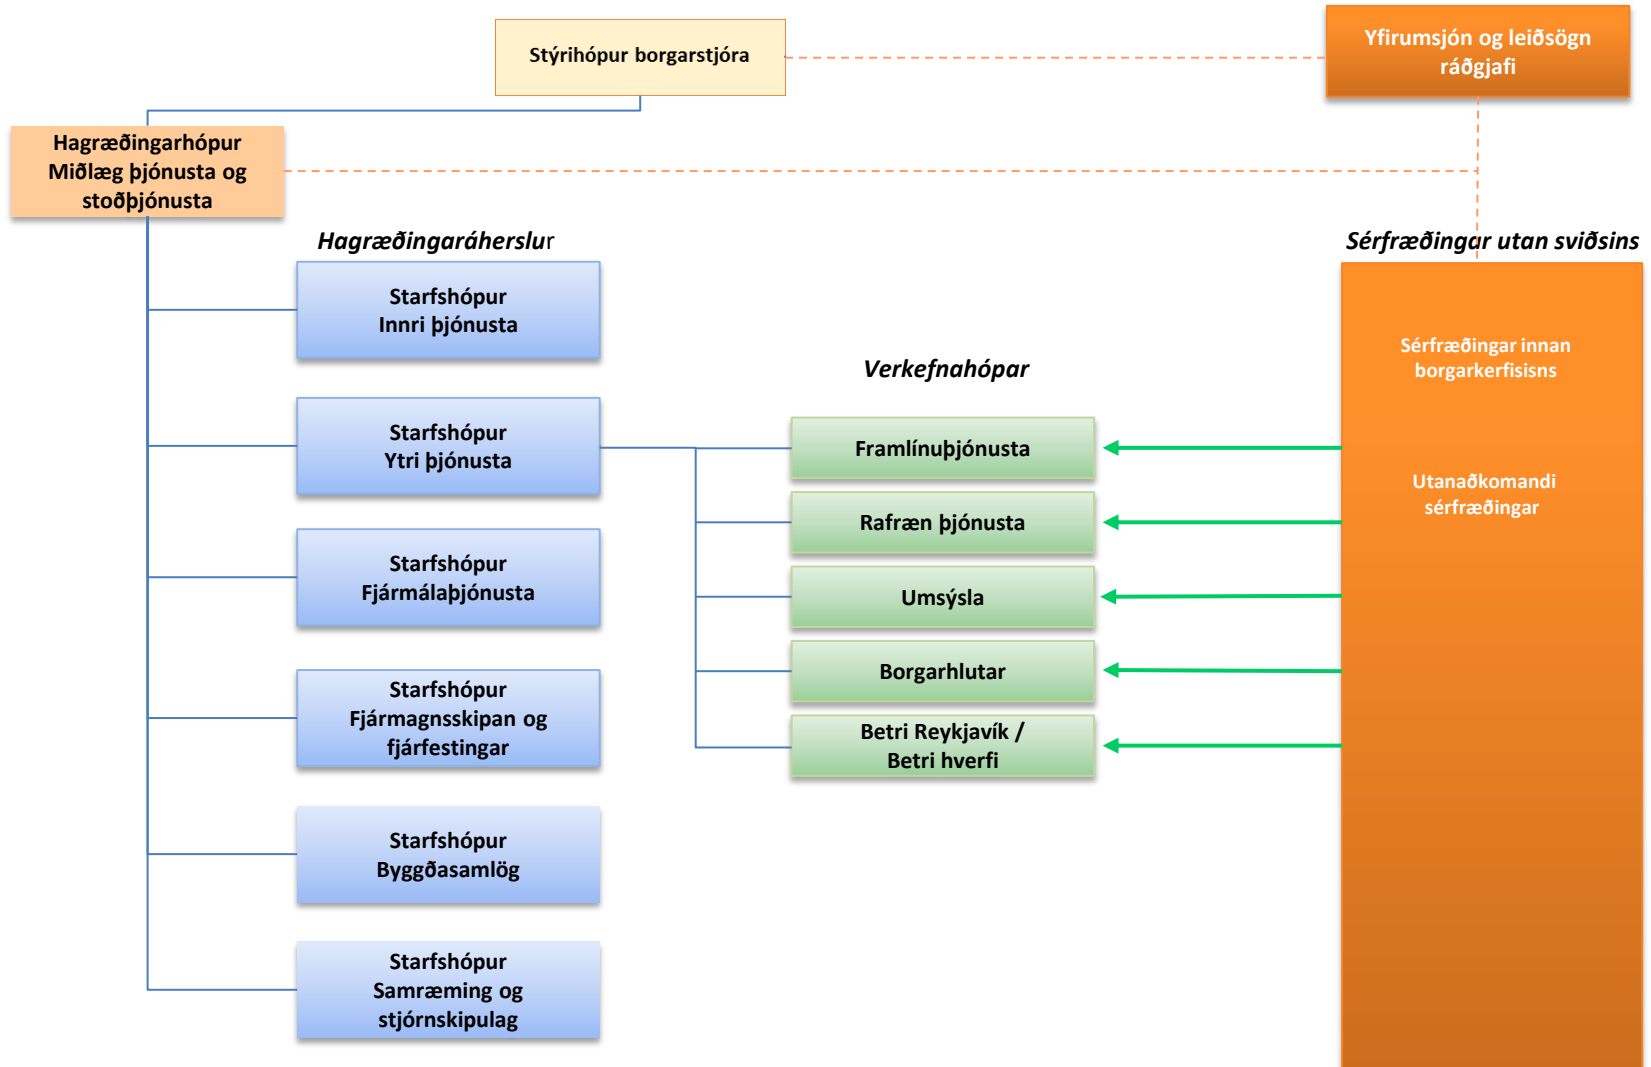 Stýrihópur borgarstjóra
Yfirumsjón og leiðsögn
ráðgjafi
Hagræðingarhópur
Miðlæg þjónusta og
stoðþjónusta
Hagræðingaráherslur
Sérfræðingar utan sviðsins
Starfshópur
Innri þjónusta
Sérfræðingar innan
borgarkerfisisns
Verkefnahópar
Starfshópur
Ytri þjónusta
Framlínuþjónusta
Utanaðkomandi
sérfræðingar
Rafræn þjónusta
Starfshópur
Fjármálaþjónusta
Umsýsla
Borgarhlutar
Starfshópur
Fjármagnsskipan og
fjárfestingar
Betri Reykjavík /
Betri hverfi
Starfshópur
Byggðasamlög
Starfshópur
Samræming og
stjórnskipulag